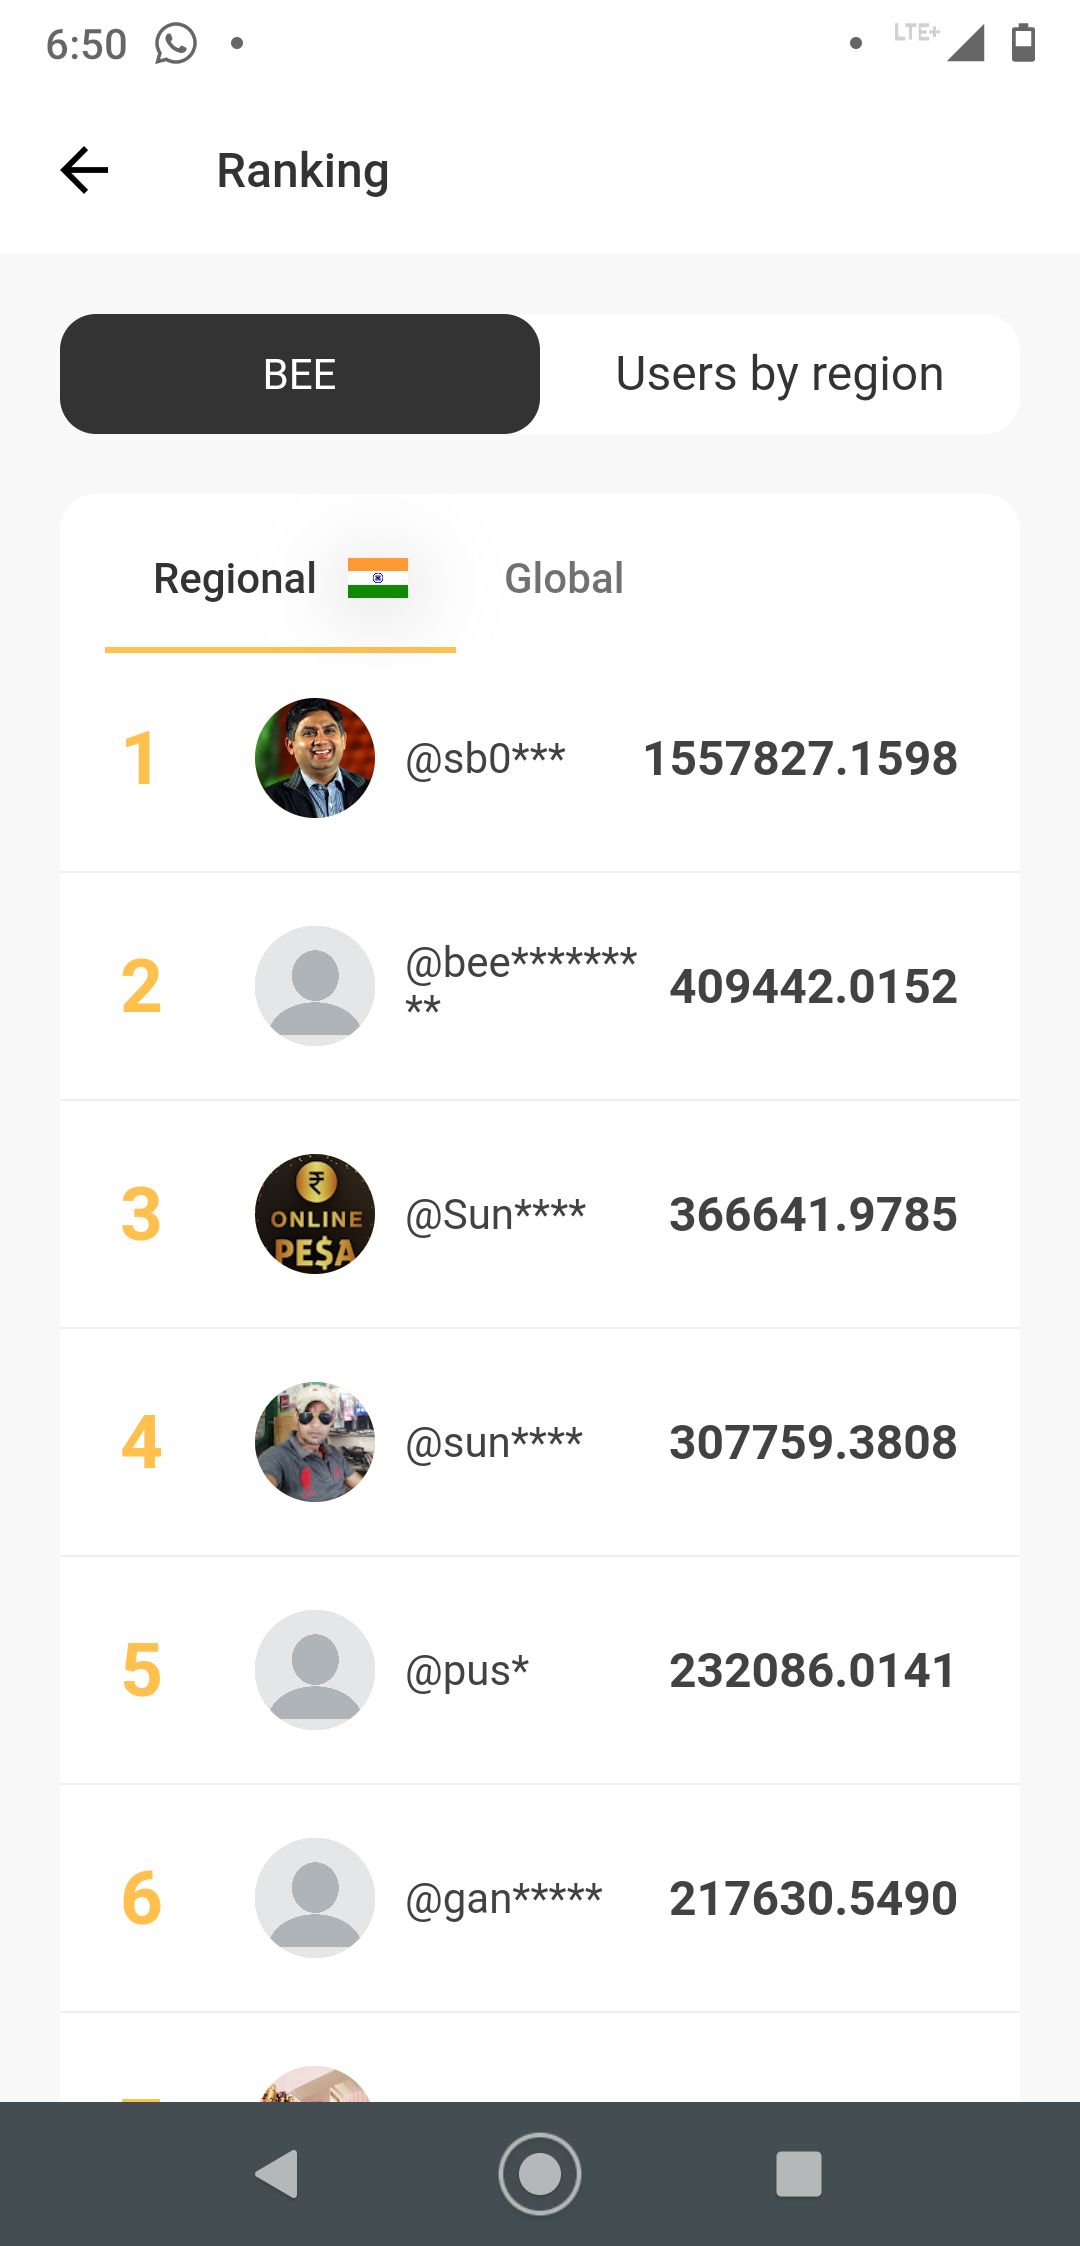 6:50
LTE+
Ranking
BEE
Users by region
Regional
Global
1
@sb0***
1557827.1598
2
@bee*******
**
409442.0152
3
₹
ONLINE
PE$A
@Sun****
366641.9785
4
@sun****
307759.3808
5
@pus*
232086.0141
6
@gan*****
217630.5490